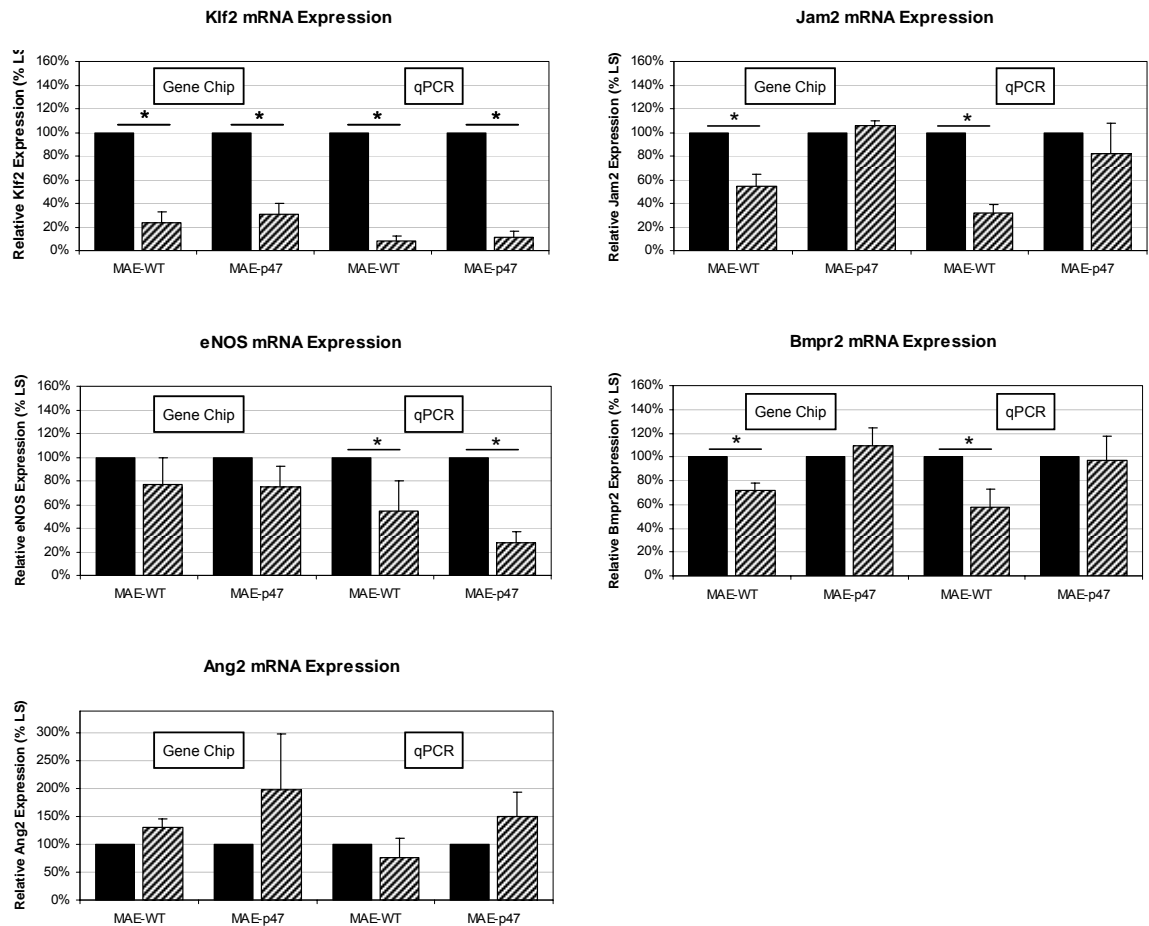 Klf2 mRNA Expression
Relative Klf2 Expression (% LS
160%
140%
120%
100%
80%
60%
40%
20%
0%
Gene Chip
qPCR
* * * *
MAE-WT MAE-p47 MAE-WT MAE-p47
Jam2 mRNA Expression
Relative Jam2 Expression (% LS)
160%
140%
120%
100%
80%
60%
40%
20%
0%
Gene Chip
qPCR
* *
MAE-WT MAE-p47 MAE-WT MAE-p47
eNOS mRNA Expression
Relative eNOS Expression (% LS)
160%
140%
120%
100%
80%
60%
40%
20%
0%
Gene Chip
qPCR
* *
MAE-WT MAE-p47 MAE-WT MAE-p47
Bmpr2 mRNA Expression
Relative Bmpr2 Expression (% LS)
160%
140%
120%
100%
80%
60%
40%
20%
0%
Gene Chip
qPCR
* *
MAE-WT MAE-p47 MAE-WT MAE-p47
Ang2 mRNA Expression
Relative Ang2 Expression (% LS)
300%
250%
200%
150%
100%
50%
0%
Gene Chip
qPCR
MAE-WT MAE-p47 MAE-WT MAE-p47